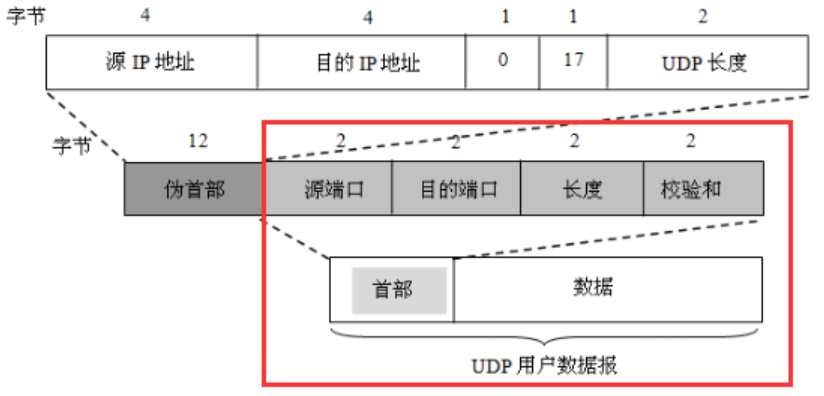 字节 4 4 1 1 2
源 IP 地址 目的 IP 地址 0 17 UDP 长度
字节 12 2 2 2 2
伪首部 源端口 目的端口 长度 校验和
首部 数据
UDP 用户数据报